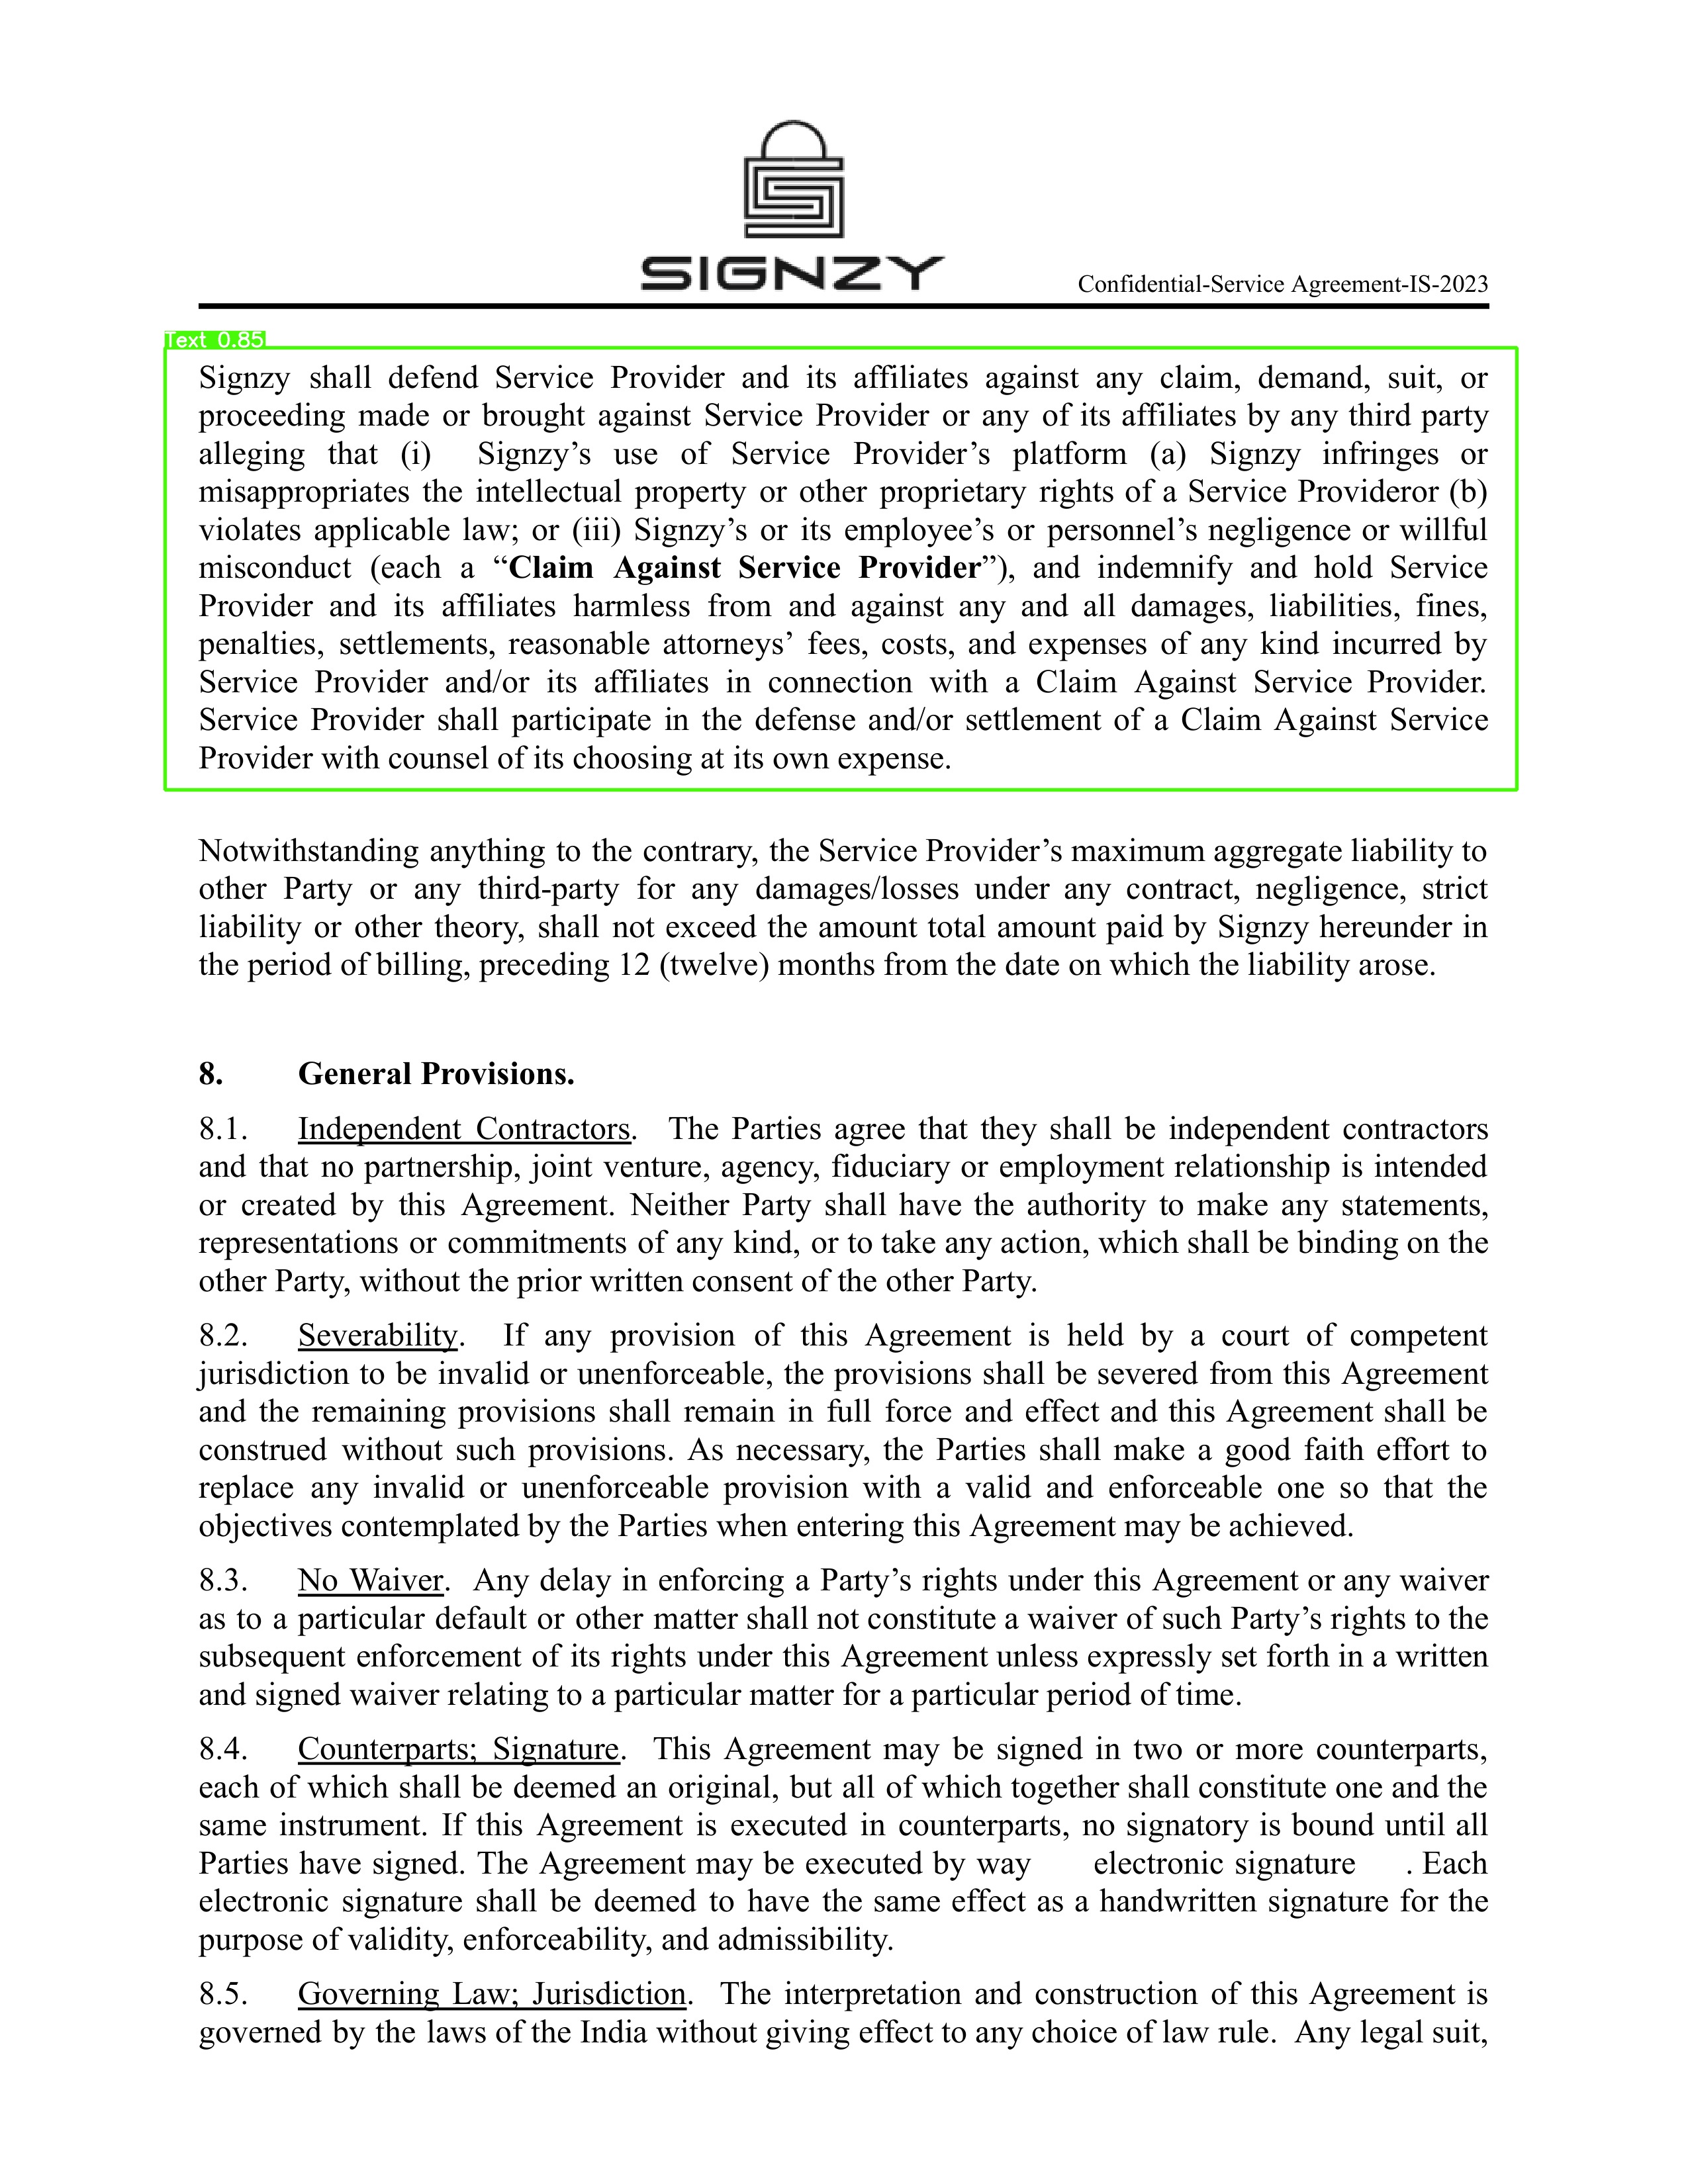 SIGNZY
Confidential-Service Agreement-IS-2023
Text 0.85
Signzy shall defend Service Provider and its affiliates against any claim, demand, suit, or
proceeding made or brought against Service Provider or any of its affiliates by any third party
alleging that (i) Signzy’s use of Service Provider’s platform (a) Signzy infringes or
misappropriates the intellectual property or other proprietary rights of a Service Provideror (b)
violates applicable law; or (iii) Signzy’s or its employee’s or personnel’s negligence or willful
misconduct (each a “Claim Against Service Provider”), and indemnify and hold Service
Provider and its affiliates harmless from and against any and all damages, liabilities, fines,
penalties, settlements, reasonable attorneys’ fees, costs, and expenses of any kind incurred by
Service Provider and/or its affiliates in connection with a Claim Against Service Provider.
Service Provider shall participate in the defense and/or settlement of a Claim Against Service
Provider with counsel of its choosing at its own expense.
Notwithstanding anything to the contrary, the Service Provider’s maximum aggregate liability to
other Party or any third-party for any damages/losses under any contract, negligence, strict
liability or other theory, shall not exceed the amount total amount paid by Signzy hereunder in
the period of billing, preceding 12 (twelve) months from the date on which the liability arose.
8. General Provisions.
8.1. Independent Contractors. The Parties agree that they shall be independent contractors
and that no partnership, joint venture, agency, fiduciary or employment relationship is intended
or created by this Agreement. Neither Party shall have the authority to make any statements,
representations or commitments of any kind, or to take any action, which shall be binding on the
other Party, without the prior written consent of the other Party.
8.2. Severability. If any provision of this Agreement is held by a court of competent
jurisdiction to be invalid or unenforceable, the provisions shall be severed from this Agreement
and the remaining provisions shall remain in full force and effect and this Agreement shall be
construed without such provisions. As necessary, the Parties shall make a good faith effort to
replace any invalid or unenforceable provision with a valid and enforceable one so that the
objectives contemplated by the Parties when entering this Agreement may be achieved.
8.3. No Waiver. Any delay in enforcing a Party’s rights under this Agreement or any waiver
as to a particular default or other matter shall not constitute a waiver of such Party’s rights to the
subsequent enforcement of its rights under this Agreement unless expressly set forth in a written
and signed waiver relating to a particular matter for a particular period of time.
8.4. Counterparts; Signature. This Agreement may be signed in two or more counterparts,
each of which shall be deemed an original, but all of which together shall constitute one and the
same instrument. If this Agreement is executed in counterparts, no signatory is bound until all
Parties have signed. The Agreement may be executed by way electronic signature . Each
electronic signature shall be deemed to have the same effect as a handwritten signature for the
purpose of validity, enforceability, and admissibility.
8.5. Governing Law; Jurisdiction. The interpretation and construction of this Agreement is
governed by the laws of the India without giving effect to any choice of law rule. Any legal suit,